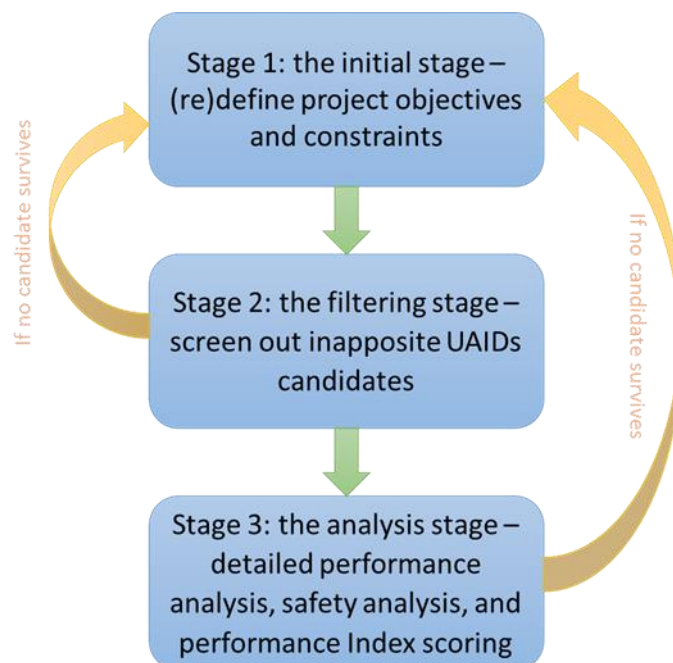 Stage 1: the initial stage –
(re)define project objectives
and constraints
If no candidate survives
If no candidate survives
Stage 2: the filtering stage –
screen out inapposite UAIDs
candidates
Stage 3: the analysis stage –
detailed performance
analysis, safety analysis, and
performance Index scoring